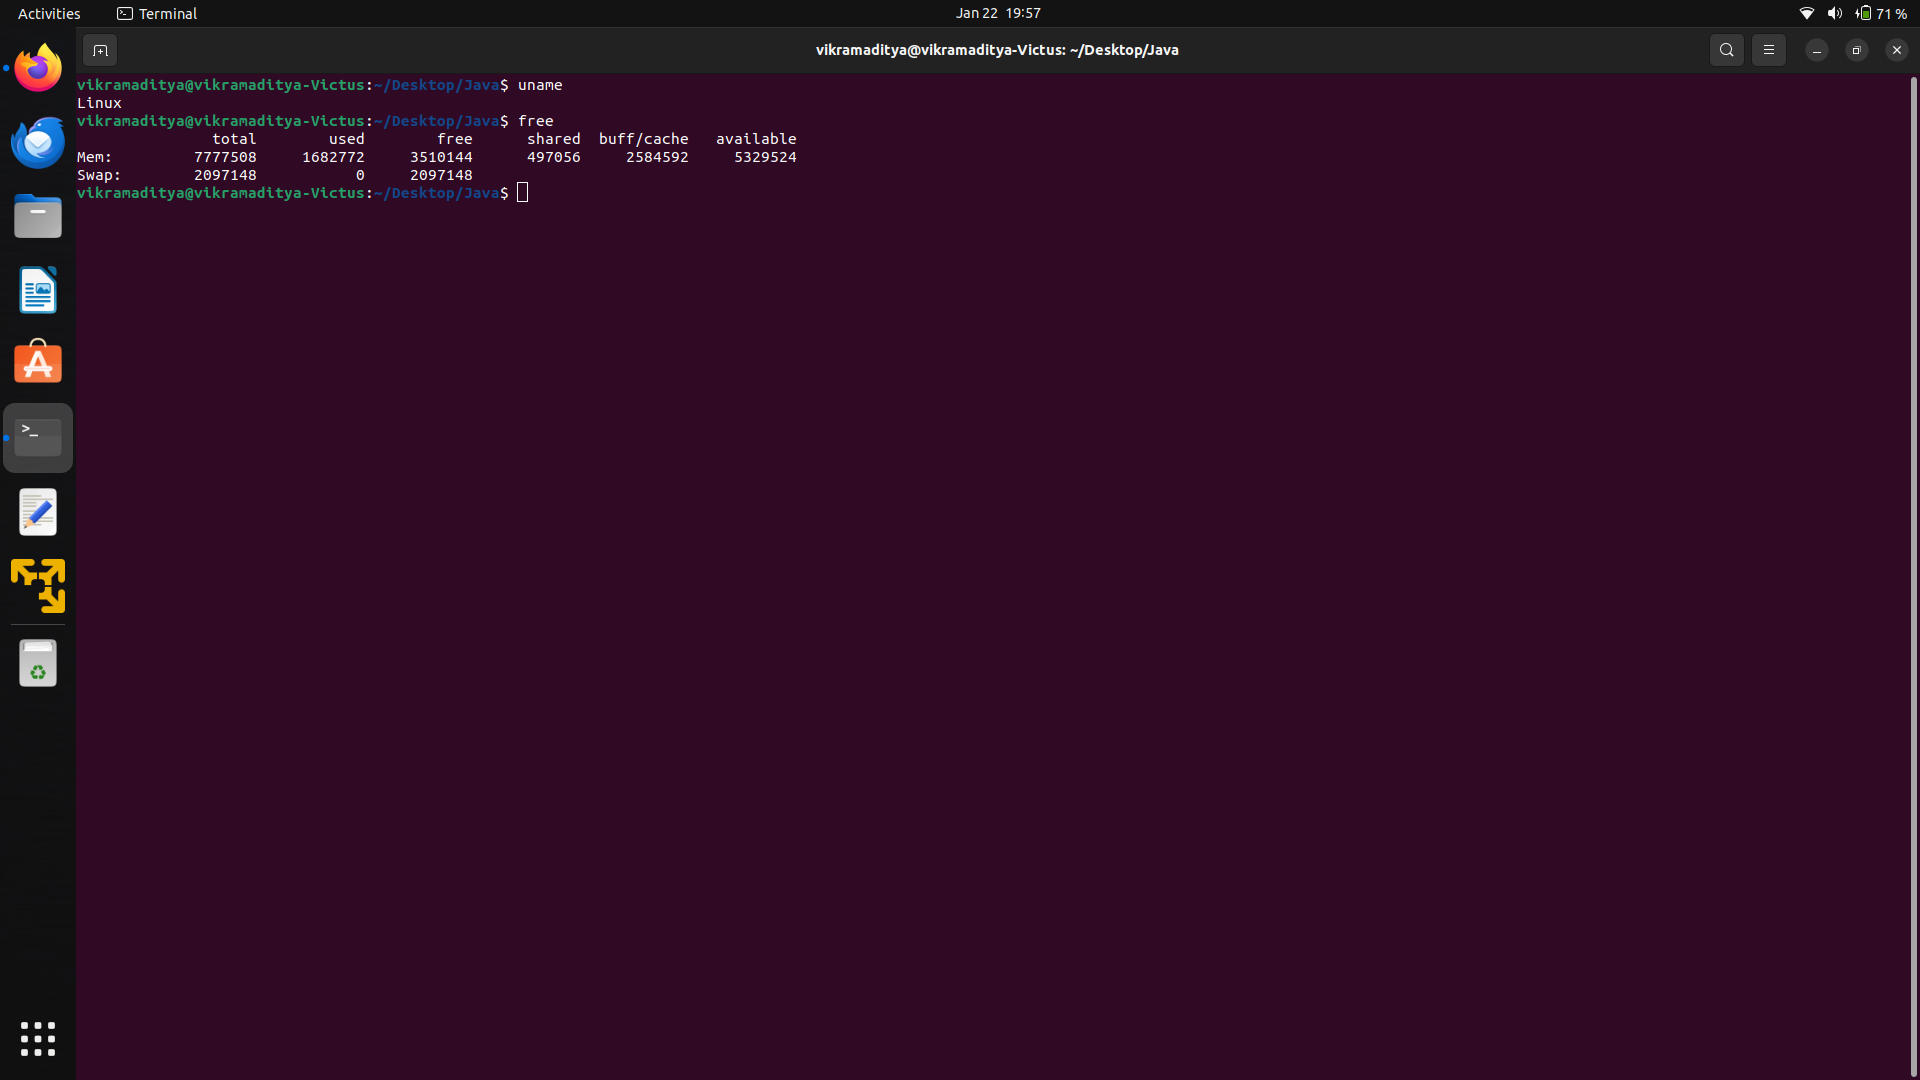 Activities Terminal Jan 22 19:57 71 %
vikramaditya@vikramaditya-Victus: ~/Desktop/Java
vikramaditya@vikramaditya-Victus:~/Desktop/Java$ uname
Linux
vikramaditya@vikramaditya-Victus:~/Desktop/Java$ free
              total        used        free      shared  buff/cache   available
Mem:         7777508     1682772     3510144      497056     2584592     5329524
Swap:        2097148           0     2097148
vikramaditya@vikramaditya-Victus:~/Desktop/Java$